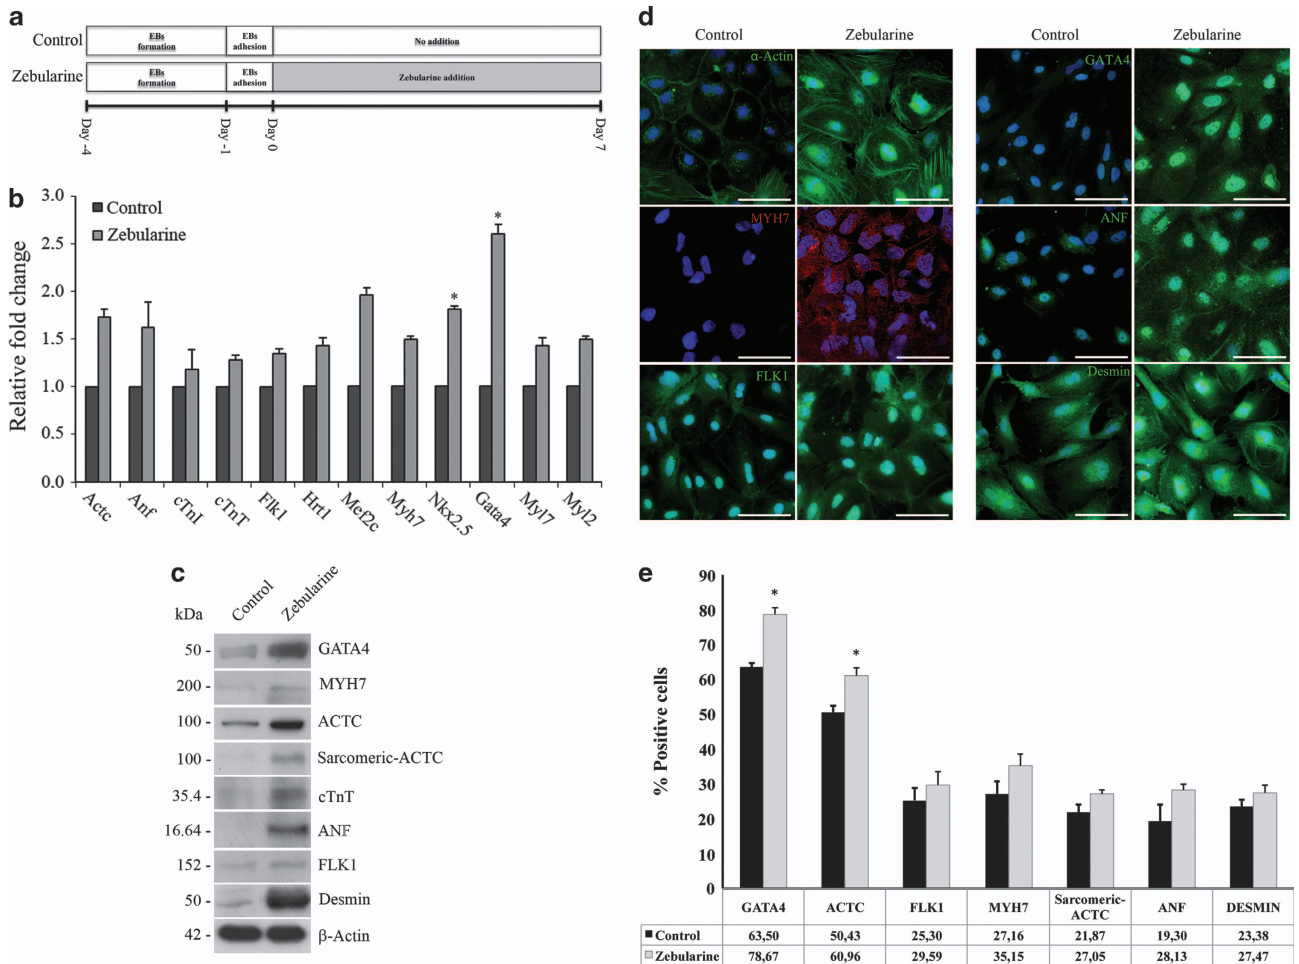 a
Control
EBs formation
EBs adhesion
No addition
Zebularine
EBs formation
EBs adhesion
Zebularine addition
Day -4
Day -1
Day 0
Day 7
b
Relative fold change
3.0
2.5
2.0
1.5
1.0
0.5
0.0
Control
Zebularine
*
*
Actc
Anf
cTnI
cTnT
Flk1
Hrt1
Mef2c
Myh7
Nkx2.5
Gata4
Myl7
Myl2
c
kDa
Control
Zebularine
50 - GATA4
200 - MYH7
100 - ACTC
100 - Sarcomeric-ACTC
35.4 - cTnT
16.64 - ANF
152 - FLK1
50 - Desmin
42 - β-Actin
d
Control
Zebularine
Control
Zebularine
α-Actin
GATA4
MYH7
ANF
FLK1
Desmin
e
% Positive cells
90
80
70
60
50
40
30
20
10
0
*
*
GATA4 ACTC FLK1 MYH7 Sarcomeric-ACTC ANF DESMIN
Control 63,50 50,43 25,30 27,16 21,87 19,30 23,38
Zebularine 78,67 60,96 29,59 35,15 27,05 28,13 27,47